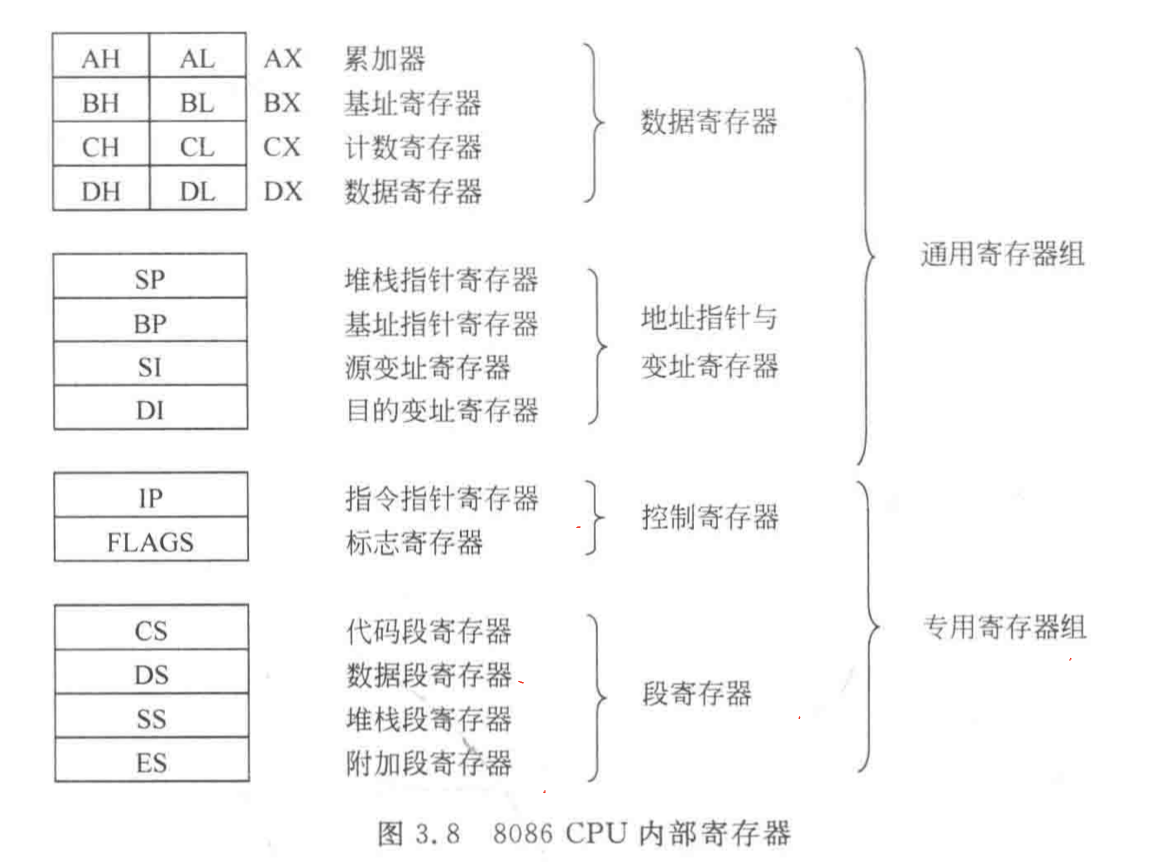 AH AL AX 累加器
BH BL BX 基址寄存器
CH CL CX 计数寄存器
DH DL DX 数据寄存器
数据寄存器
SP 堆栈指针寄存器
BP 基址指针寄存器
SI 源变址寄存器
DI 目的变址寄存器
地址指针与
变址寄存器
通用寄存器组
IP 指令指针寄存器
FLAGS 标志寄存器
控制寄存器
CS 代码段寄存器
DS 数据段寄存器
SS 堆栈段寄存器
ES 附加段寄存器
段寄存器
专用寄存器组
图 3.8 8086 CPU 内部寄存器